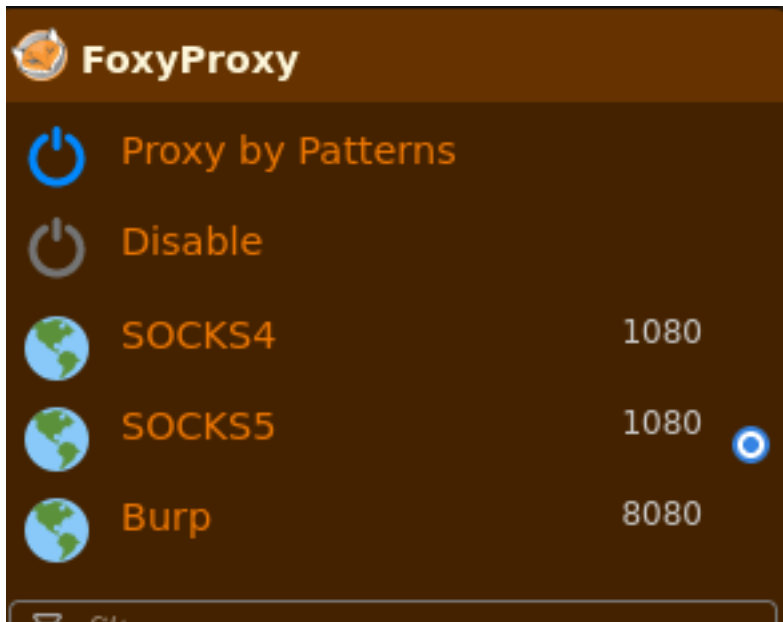 FoxyProxy
Proxy by Patterns
Disable
SOCKS4 1080
SOCKS5 1080
Burp 8080